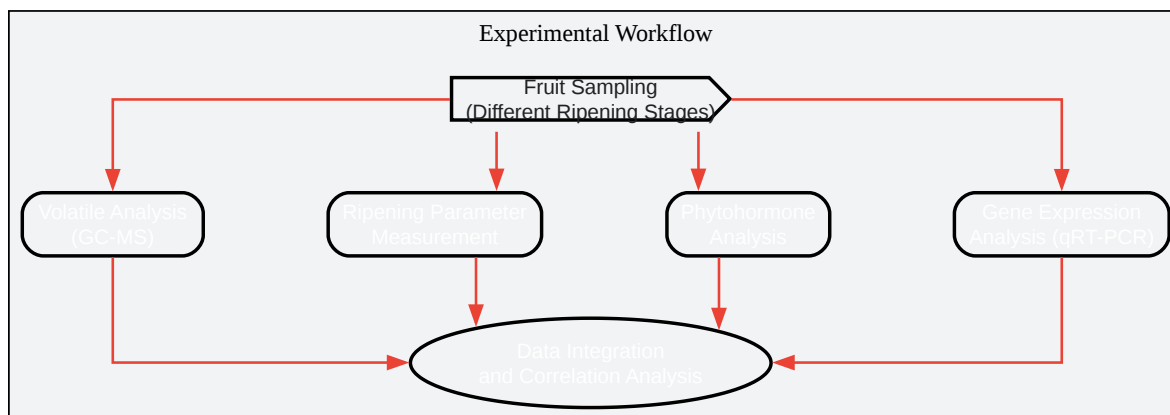 Experimental Workflow
Fruit Sampling
(Different Ripening Stages)
Volatile Analysis
(GC-MS)
Ripening Parameter
Measurement
Phytohormone
Analysis
Gene Expression
Analysis (qRT-PCR)
Data Integration
and Correlation Analysis